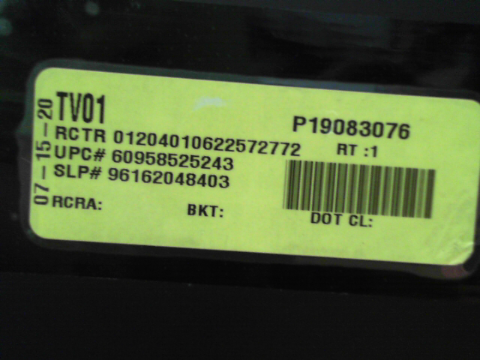 07-15-20
TV01
P19083076
RCTR 01204010622572772
RT :1
UPC# 60958525243
SLP# 96162048403
RCRA:
BKT:
DOT CL: